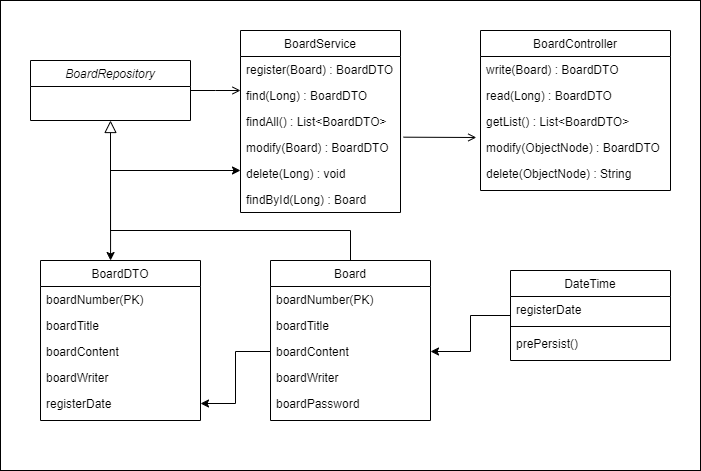 BoardRepository
BoardService
register(Board) : BoardDTO
find(Long) : BoardDTO
findAll() : List<BoardDTO>
modify(Board) : BoardDTO
delete(Long) : void
findById(Long) : Board
BoardController
write(Board) : BoardDTO
read(Long) : BoardDTO
getList() : List<BoardDTO>
modify(ObjectNode) : BoardDTO
delete(ObjectNode) : String
BoardDTO
boardNumber(PK)
boardTitle
boardContent
boardWriter
registerDate
Board
boardNumber(PK)
boardTitle
boardContent
boardWriter
boardPassword
DateTime
registerDate
prePersist()